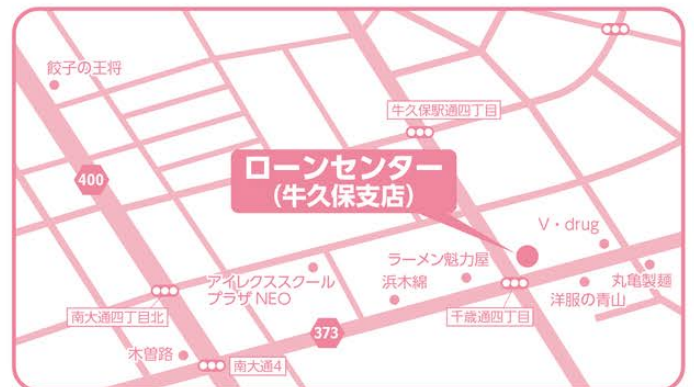 餃子の王将
牛久保駅通四丁目
400
ローンセンター
(牛久保支店)
V・drug
ラーメン魁力屋
アイレクススクール
プラザNEO
浜木綿
丸亀製麺
洋服の青山
南大通四丁目北
千歳通四丁目
373
木曽路
南大通4